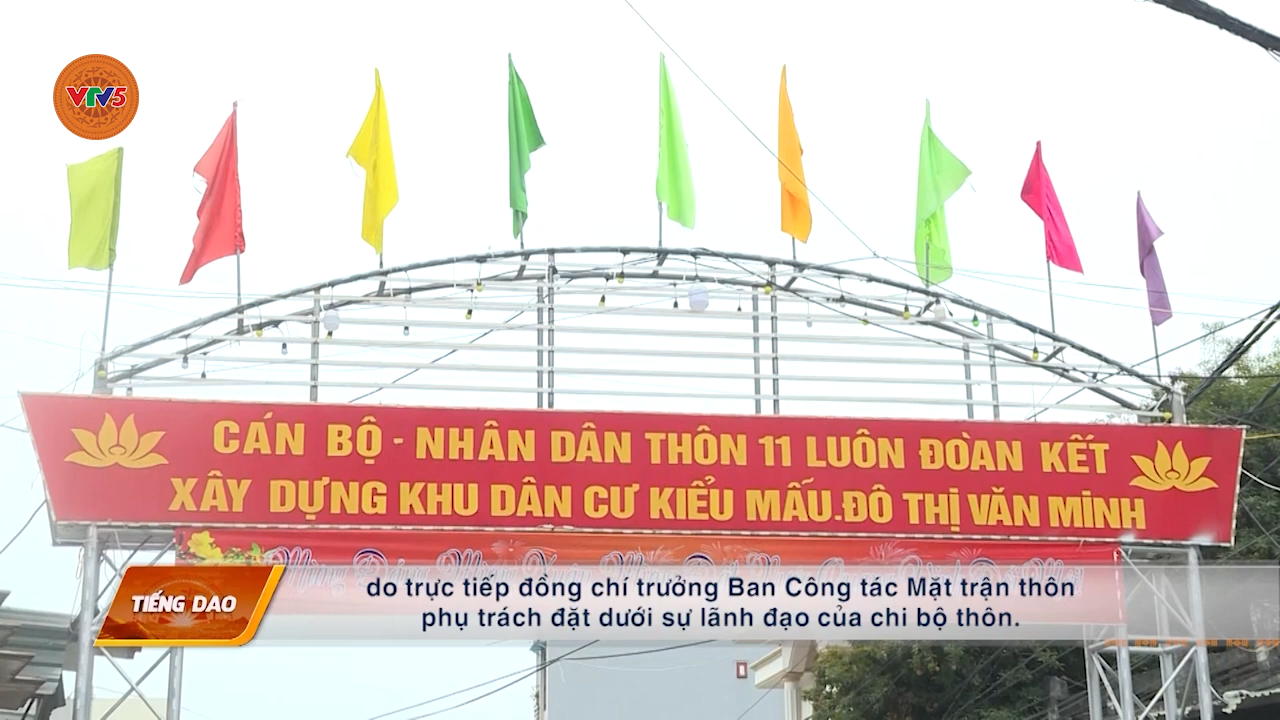 VTV5
CÁN BỘ - NHÂN DÂN THÔN 11 LUÔN ĐOÀN KẾT
XÂY DỰNG KHU DÂN CƯ KIỂU MẪU.ĐÔ THỊ VĂN MINH
TIẾNG DAO
do trực tiếp đồng chí trưởng Ban Công tác Mặt trận thôn
phụ trách đặt dưới sự lãnh đạo của chi bộ thôn.